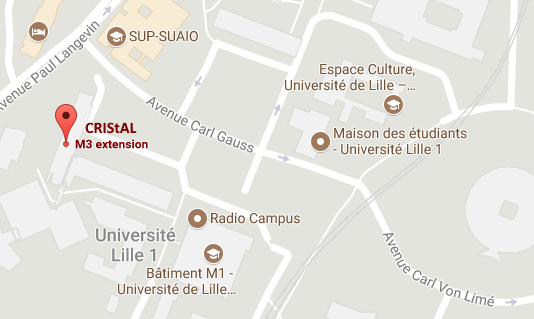 SUP-SUAIO
Avenue Paul Langevin
Espace Culture,
Université de Lille –...
Avenue Carl Gauss
CRIStAL
M3 extension
Maison des étudiants
- Université Lille 1
Radio Campus
Université
Lille 1
Bâtiment M1 -
Université de Lille...
Avenue Carl Von Limé